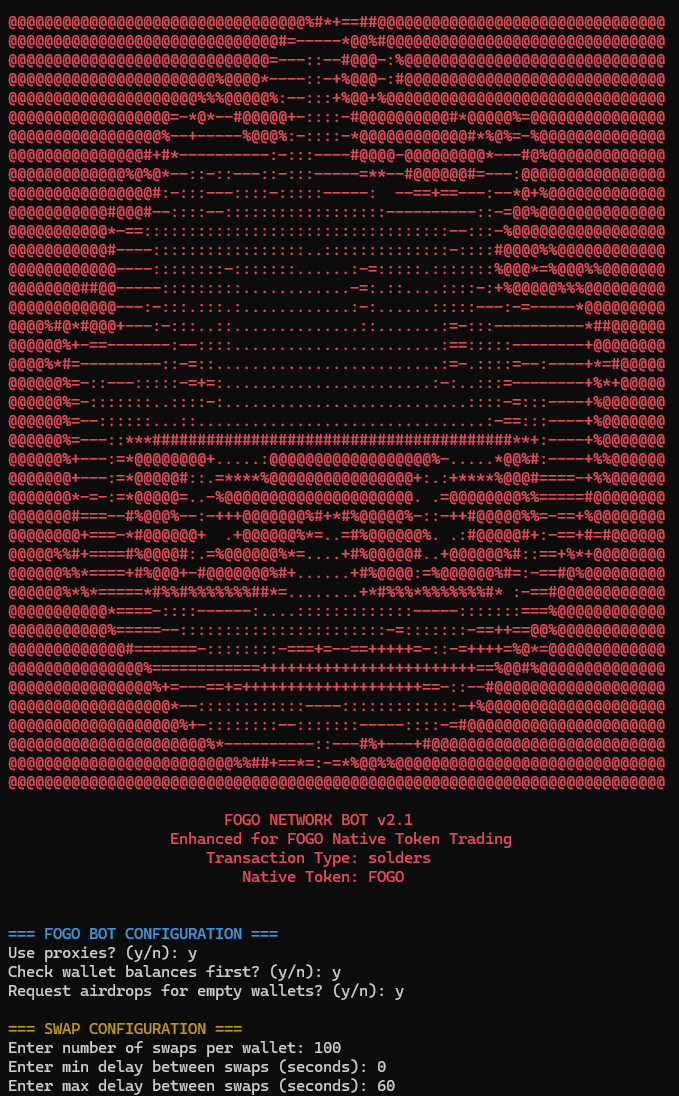 FOGO NETWORK BOT v2.1
Enhanced for FOGO Native Token Trading
Transaction Type: solders
Native Token: FOGO
=== FOGO BOT CONFIGURATION ===
Use proxies? (y/n): y
Check wallet balances first? (y/n): y
Request airdrops for empty wallets? (y/n): y
=== SWAP CONFIGURATION ===
Enter number of swaps per wallet: 100
Enter min delay between swaps (seconds): 0
Enter max delay between swaps (seconds): 60